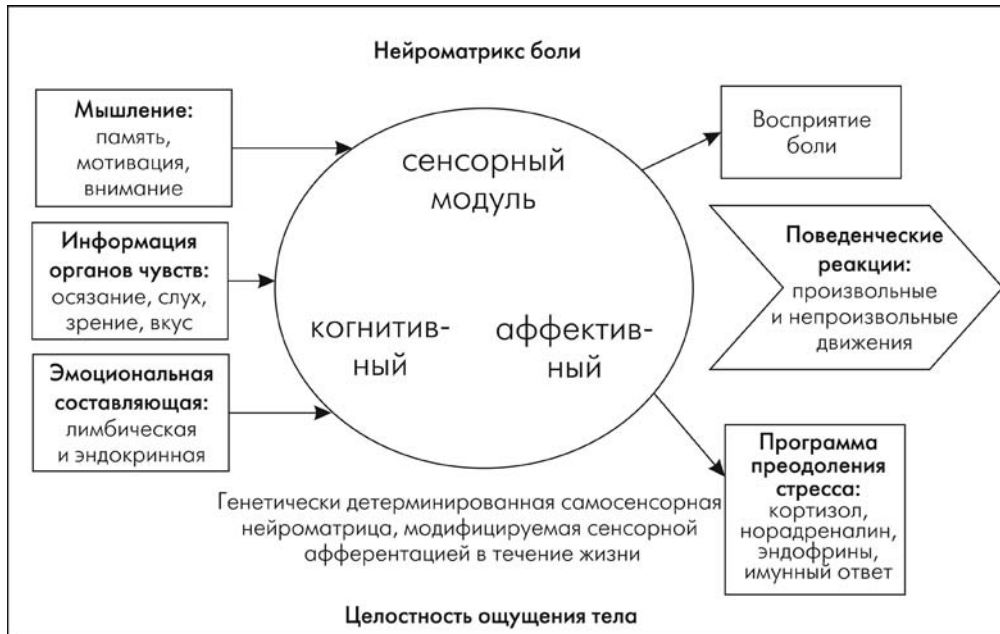 Нейроматрикс боли
Мышление:
память,
мотивация,
внимание
Информация
органов чувств:
осязание, слух,
зрение, вкус
Эмоциональная
составляющая:
лимбическая
и эндокринная
сенсорный
модуль
когнитив-
ный
аффектив-
ный
Восприятие
боли
Поведенческие
реакции:
произвольные
и непроизвольные
движения
Программа
преодоления
стресса:
кортизол,
норадреналин,
эндофрины,
имунный ответ
Генетически детерминированная самосенсорная
нейроматрица, модифицируемая сенсорной
афферентацией в течение жизни
Целостность ощущения тела